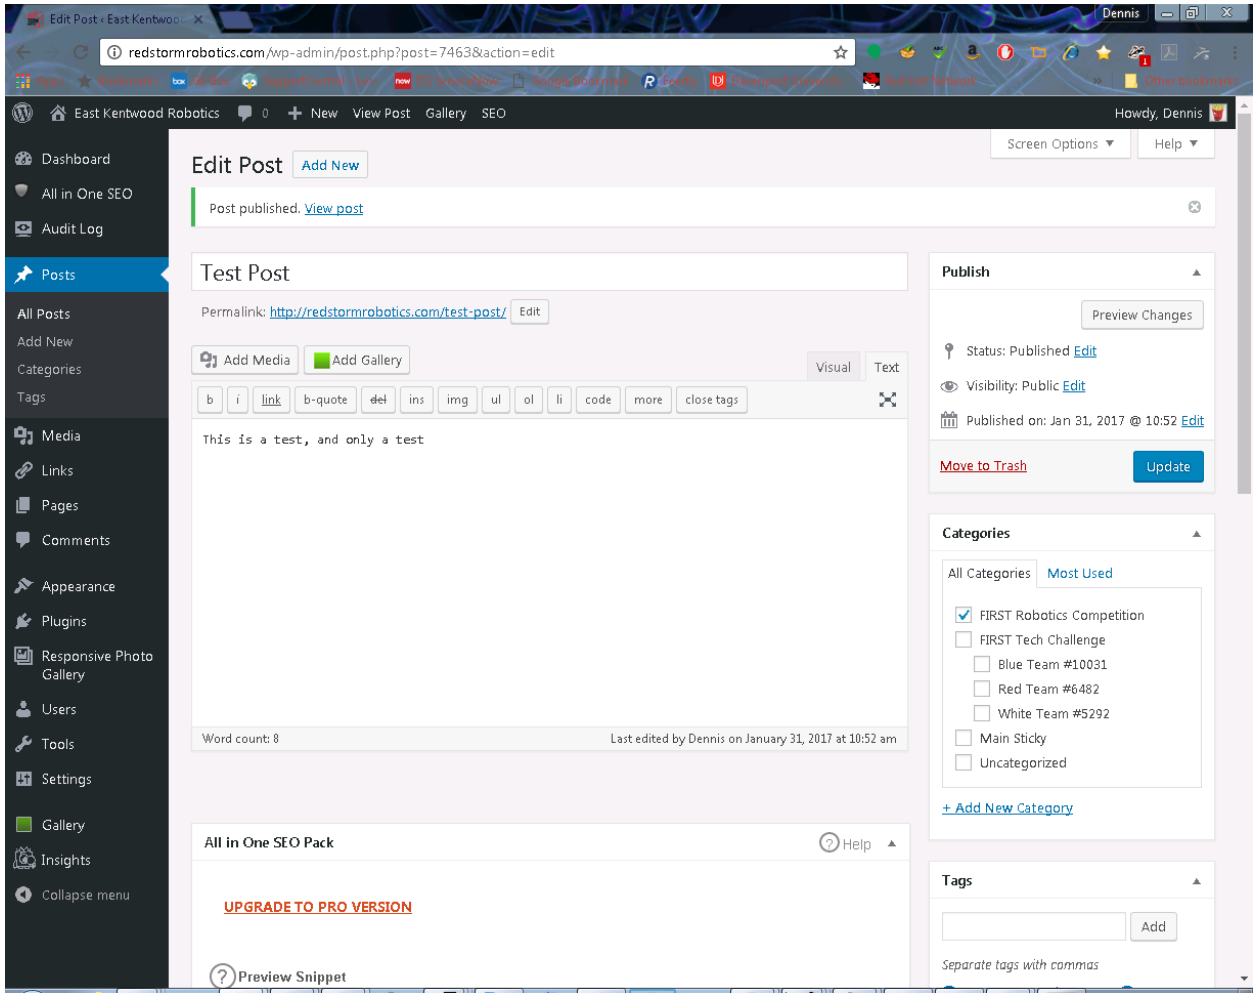 Edit Post ‹ East Kentwood
Dennis
redstormrobotics.com/wp-admin/post.php?post=7463&action=edit
Apps
Bookmarks
Other bookmarks
East Kentwood Robotics 0 New View Post Gallery SEO
Howdy, Dennis
Screen Options ▼
Help ▼
Dashboard
All in One SEO
Audit Log
Posts
All Posts
Add New
Categories
Tags
Media
Links
Pages
Comments
Appearance
Plugins
Responsive Photo
Gallery
Users
Tools
Settings
Gallery
Insights
Collapse menu
Edit Post Add New
Post published. View post
Test Post
Permalink: http://redstormrobotics.com/test-post/ Edit
Add Media Add Gallery
Visual Text
b i link b-quote del ins img ul ol li code more close tags
This is a test, and only a test
Word count: 8
Last edited by Dennis on January 31, 2017 at 10:52 am
All in One SEO Pack
Help
UPGRADE TO PRO VERSION
Preview Snippet
Publish
Preview Changes
Status: Published Edit
Visibility: Public Edit
Published on: Jan 31, 2017 @ 10:52 Edit
Move to Trash
Update
Categories
All Categories Most Used
FIRST Robotics Competition
FIRST Tech Challenge
Blue Team #10031
Red Team #6482
White Team #5292
Main Sticky
Uncategorized
+ Add New Category
Tags
Add
Separate tags with commas